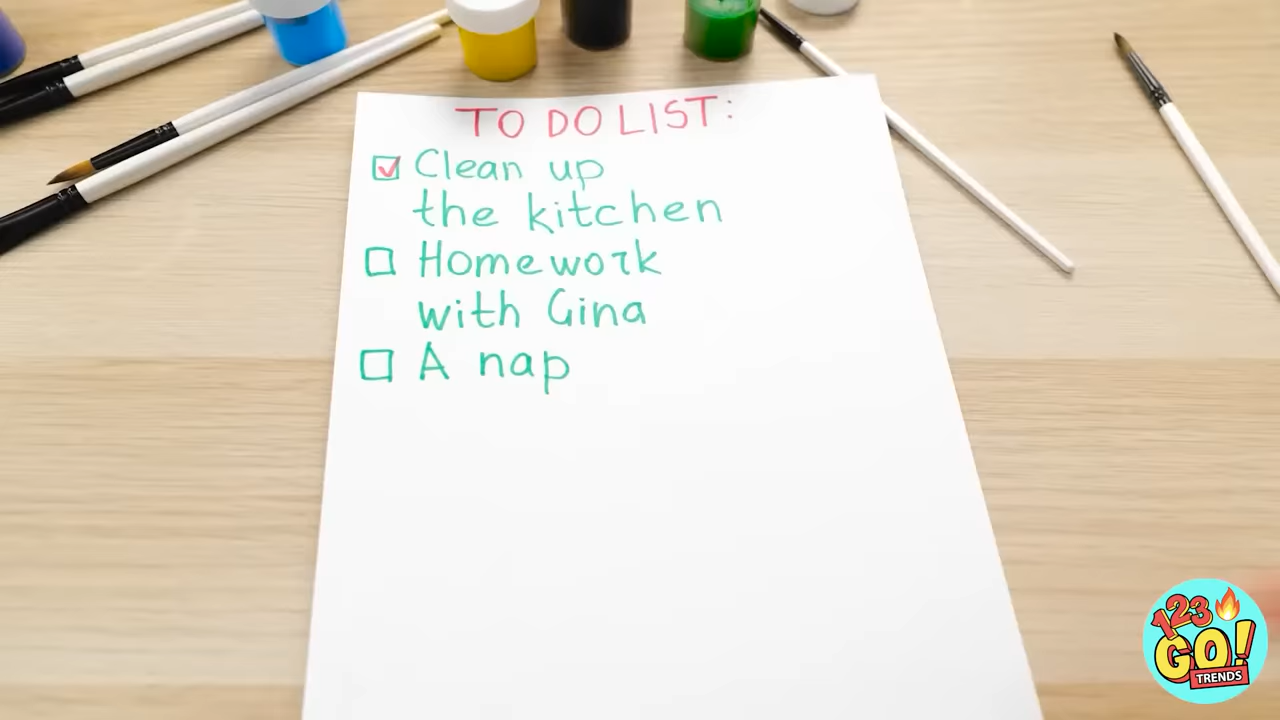 TO DO LIST:
Clean up
the kitchen
Homework
with Gina
A nap
123
GO!
TRENDS